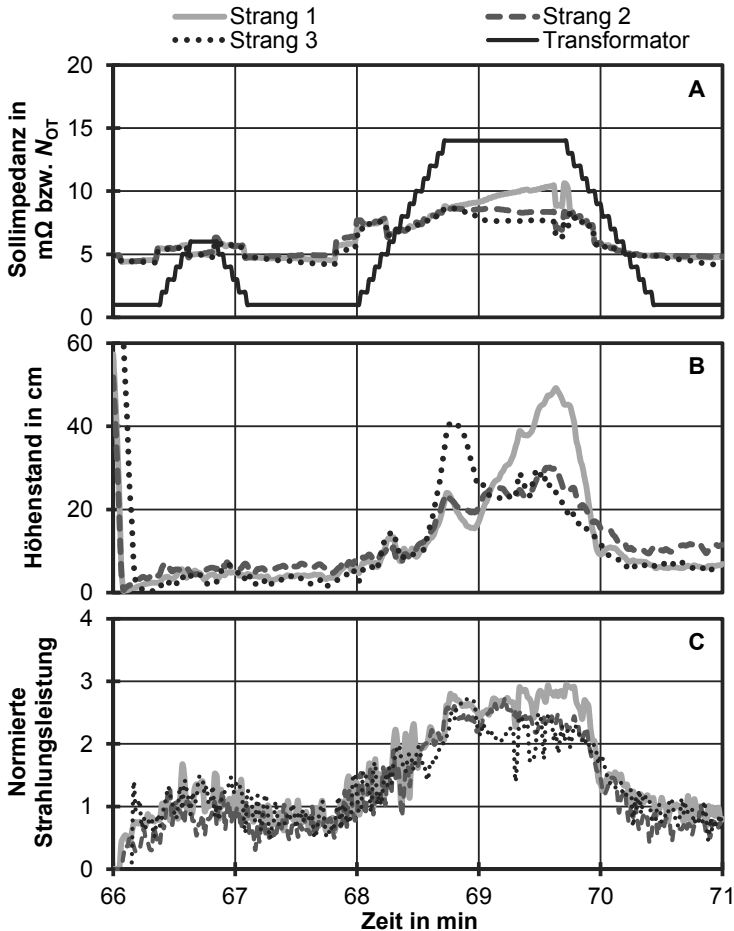 Strang 1 Strang 2
Strang 3 Transformator
Sollimpedanz in
mΩ bzw. N_OT
20
15
10
5
0
A
Höhenstand in cm
60
40
20
0
B
Normierte
Strahlungsleistung
4
3
2
1
0
C
66 67 68 69 70 71
Zeit in min